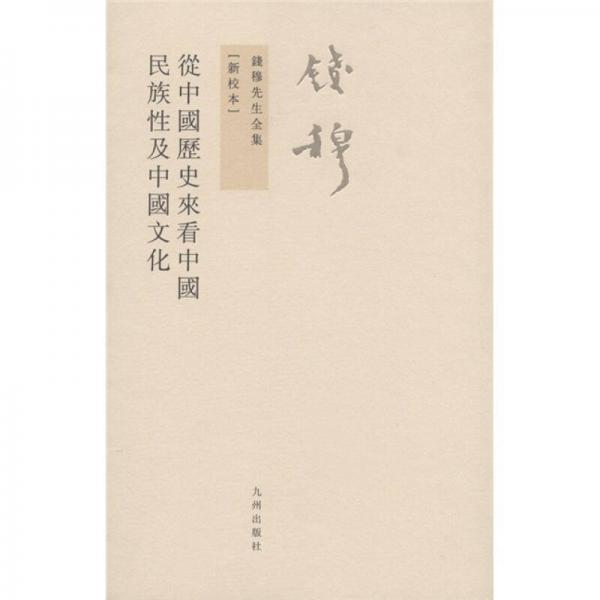 錢穆
錢穆先生全集
[新校本]
從中國歷史來看中國
民族性及中國文化
九州出版社